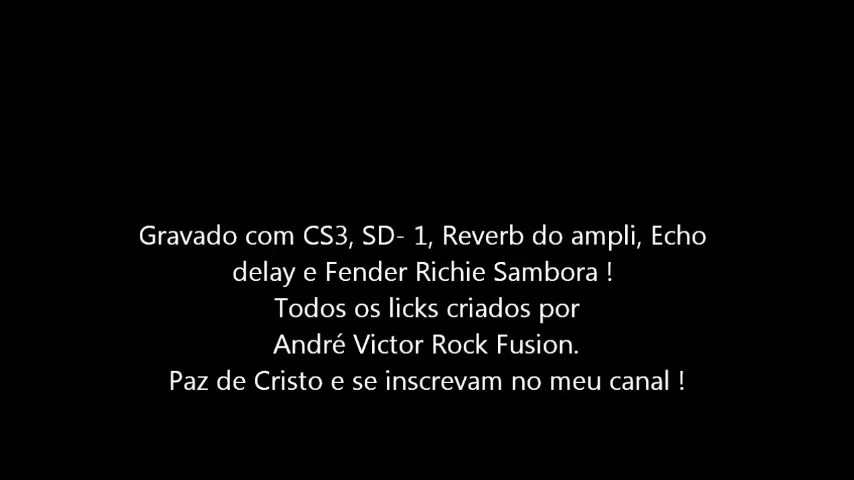 Gravado com CS3, SD- 1, Reverb do ampli, Echo
delay e Fender Richie Sambora !
Todos os licks criados por
André Victor Rock Fusion.
Paz de Cristo e se inscrevam no meu canal !